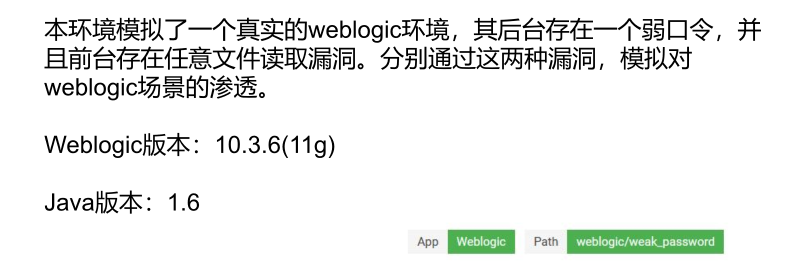 本环境模拟了一个真实的weblogic环境，其后台存在一个弱口令，并
且前台存在任意文件读取漏洞。分别通过这两种漏洞，模拟对
weblogic场景的渗透。
Weblogic版本：10.3.6(11g)
Java版本：1.6
App Weblogic Path weblogic/weak_password